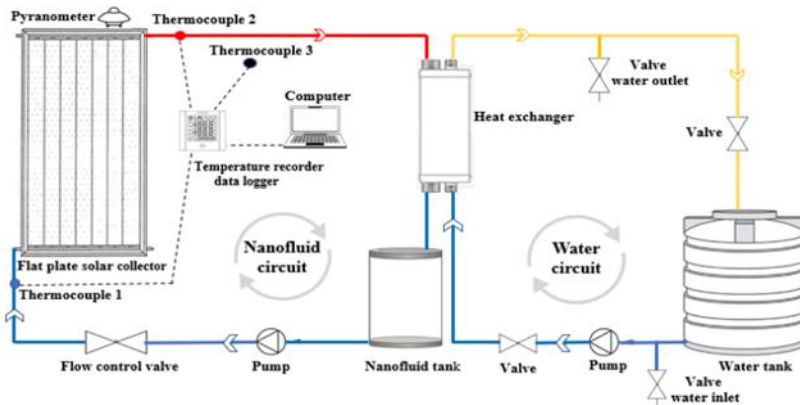 Pyranometer
Thermocouple 2
Thermocouple 3
Computer
Temperature recorder
data logger
Heat exchanger
Valve
water outlet
Valve
Nanofluid
circuit
Water
circuit
Flat plate solar collector
Thermocouple 1
Flow control valve
Pump
Nanofluid tank
Valve
Pump
Valve
water inlet
Water tank